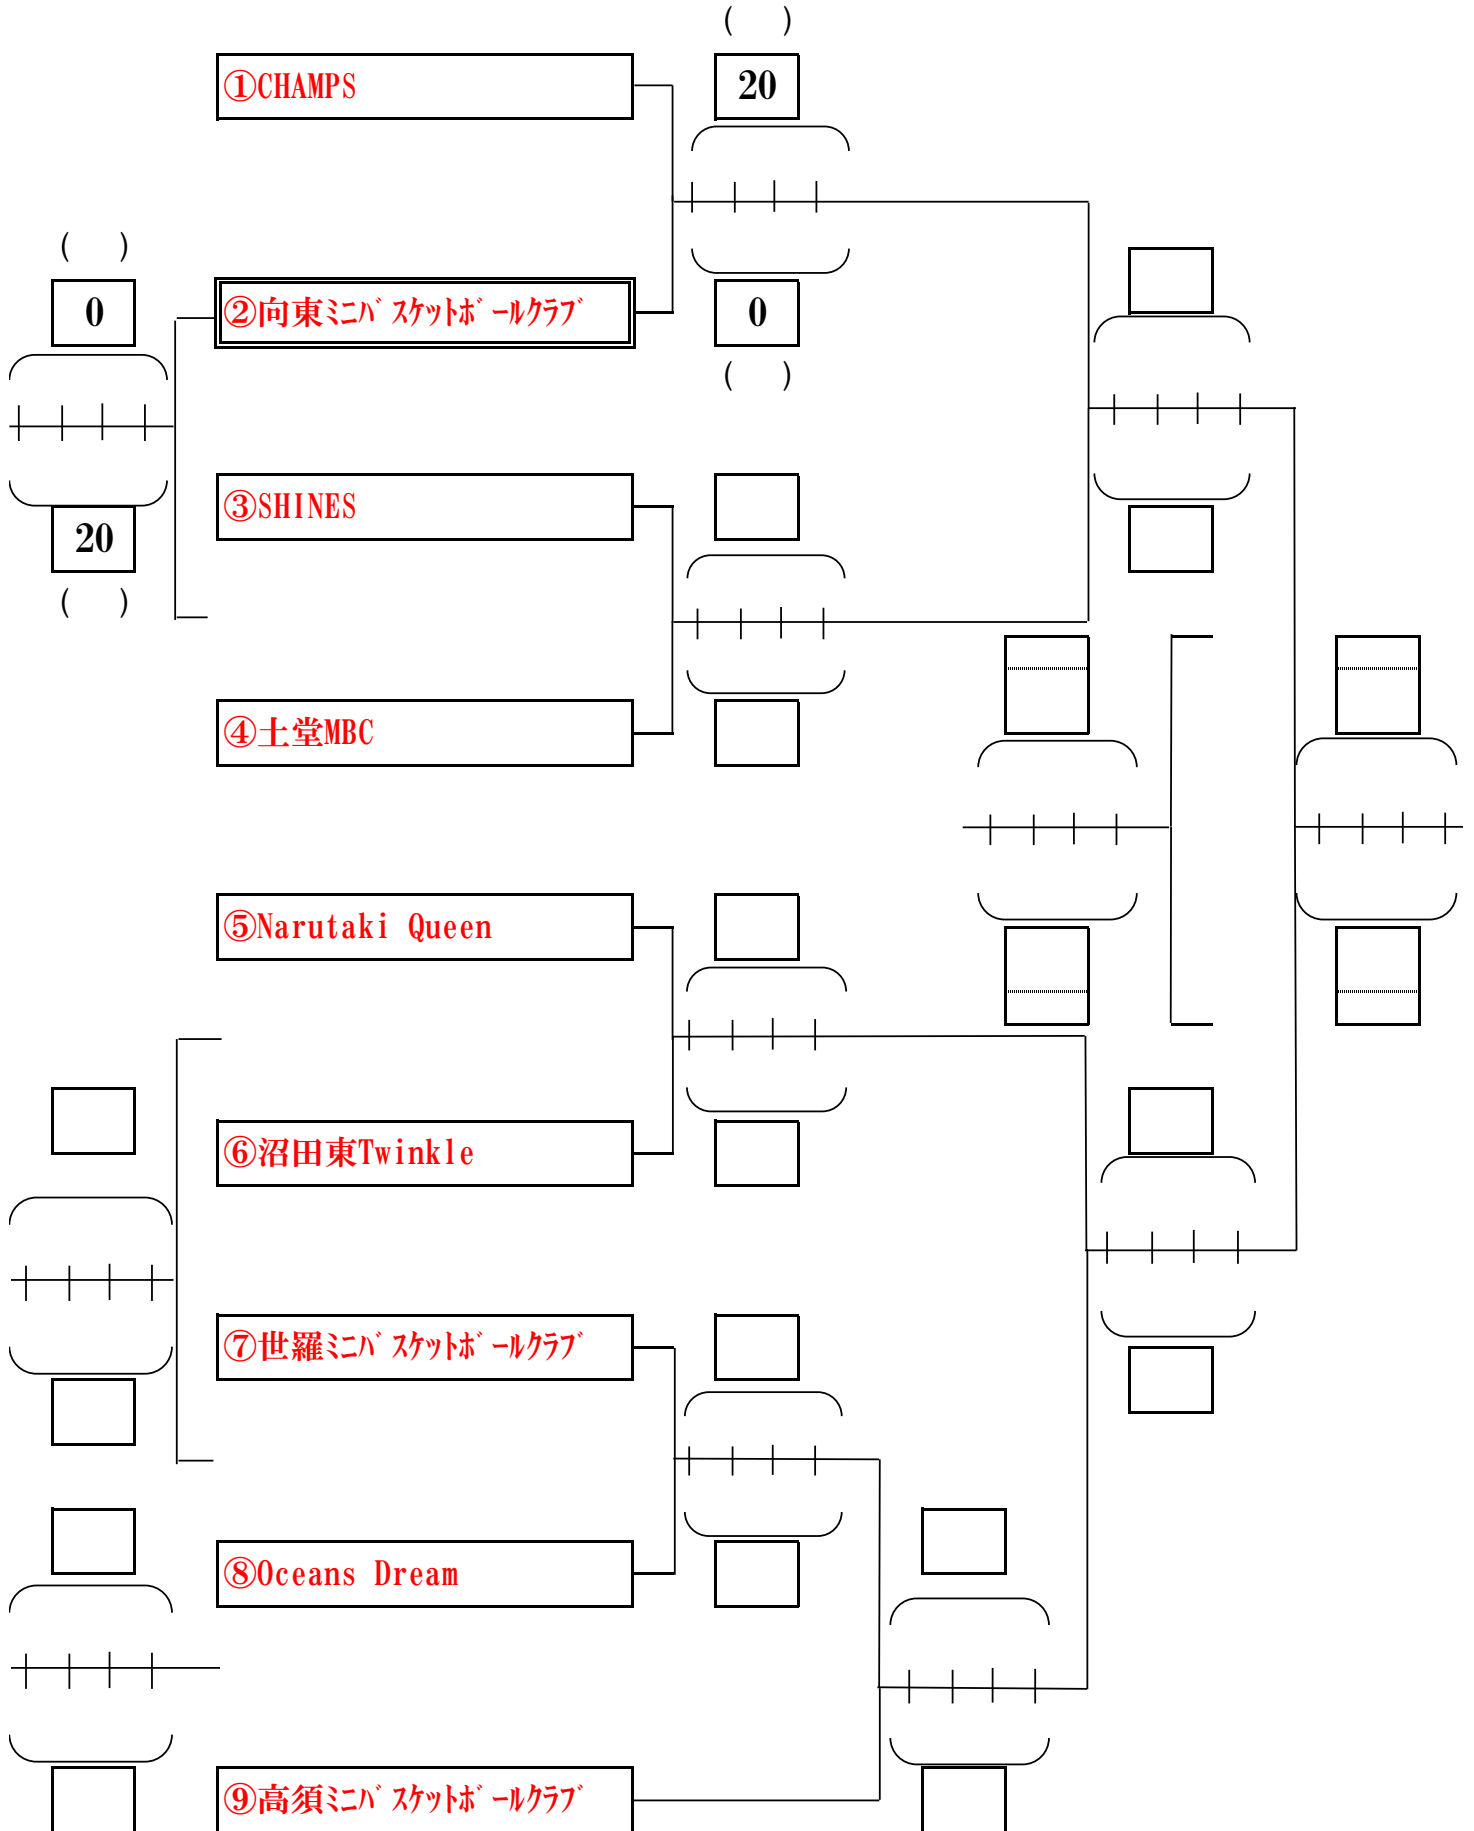 (　)
①CHAMPS
20
(　)
0
②向東ﾐﾆﾊﾞｽｹｯﾄﾎﾞｰﾙｸﾗﾌﾞ
0
(　)
③SHINES
20
(　)
④土堂MBC
⑤Narutaki Queen
⑥沼田東Twinkle
⑦世羅ﾐﾆﾊﾞｽｹｯﾄﾎﾞｰﾙｸﾗﾌﾞ
⑧Oceans Dream
⑨高須ﾐﾆﾊﾞｽｹｯﾄﾎﾞｰﾙｸﾗﾌﾞ